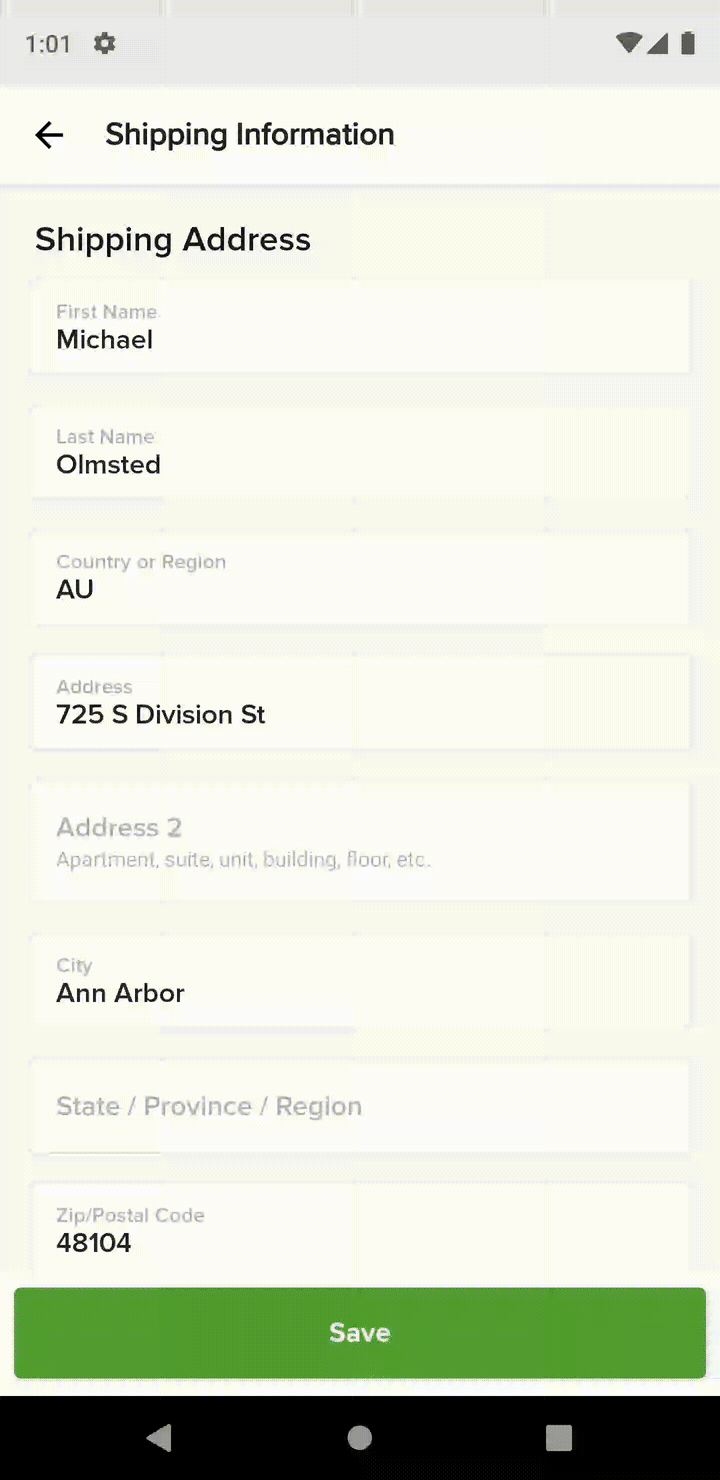 1:01
Shipping Information
Shipping Address
First Name
Michael
Last Name
Olmsted
Country or Region
AU
Address
725 S Division St
Address 2
Apartment, suite, unit, building, floor, etc.
City
Ann Arbor
State / Province / Region
Zip/Postal Code
48104
Save